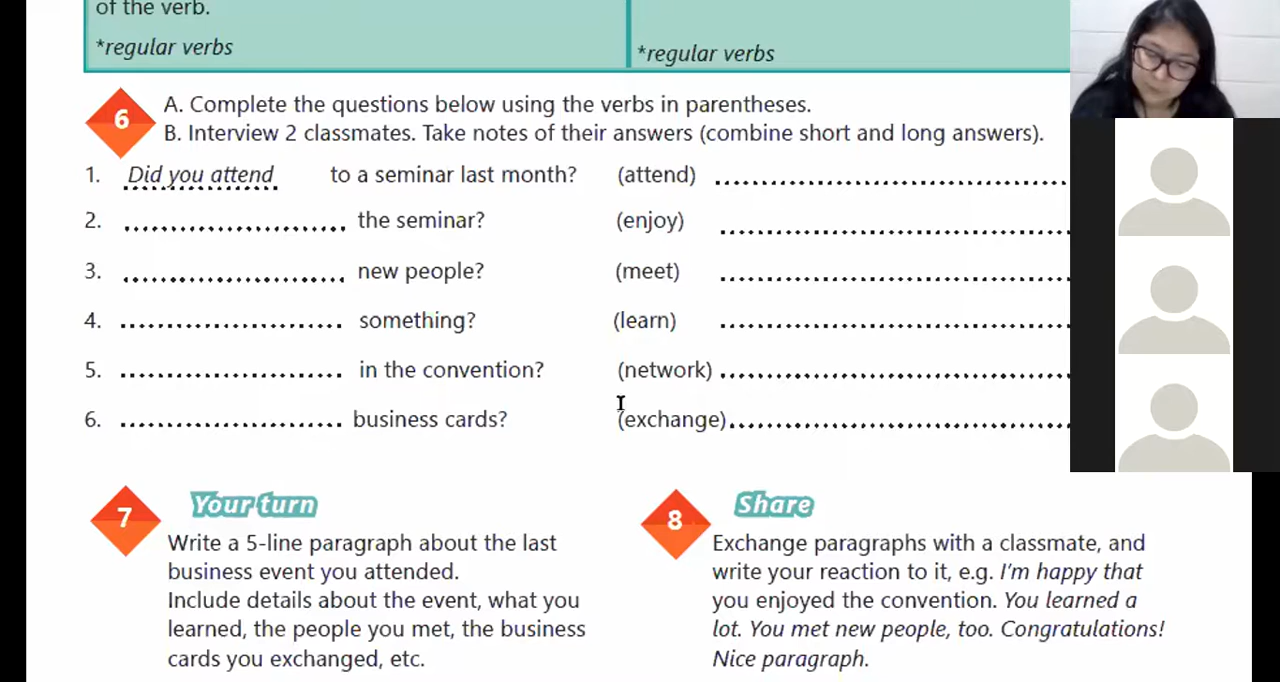 of the verb.
*regular verbs
*regular verbs
6
A. Complete the questions below using the verbs in parentheses.
B. Interview 2 classmates. Take notes of their answers (combine short and long answers).
1. Did you attend to a seminar last month? (attend) ................................
2. ........................ the seminar? (enjoy) ................................
3. ........................ new people? (meet) ................................
4. ........................ something? (learn) ................................
5. ........................ in the convention? (network) ................................
6. ........................ business cards? (exchange)................................
7
Your turn
Write a 5-line paragraph about the last
business event you attended.
Include details about the event, what you
learned, the people you met, the business
cards you exchanged, etc.
8
Share
Exchange paragraphs with a classmate, and
write your reaction to it, e.g. I'm happy that
you enjoyed the convention. You learned a
lot. You met new people, too. Congratulations!
Nice paragraph.